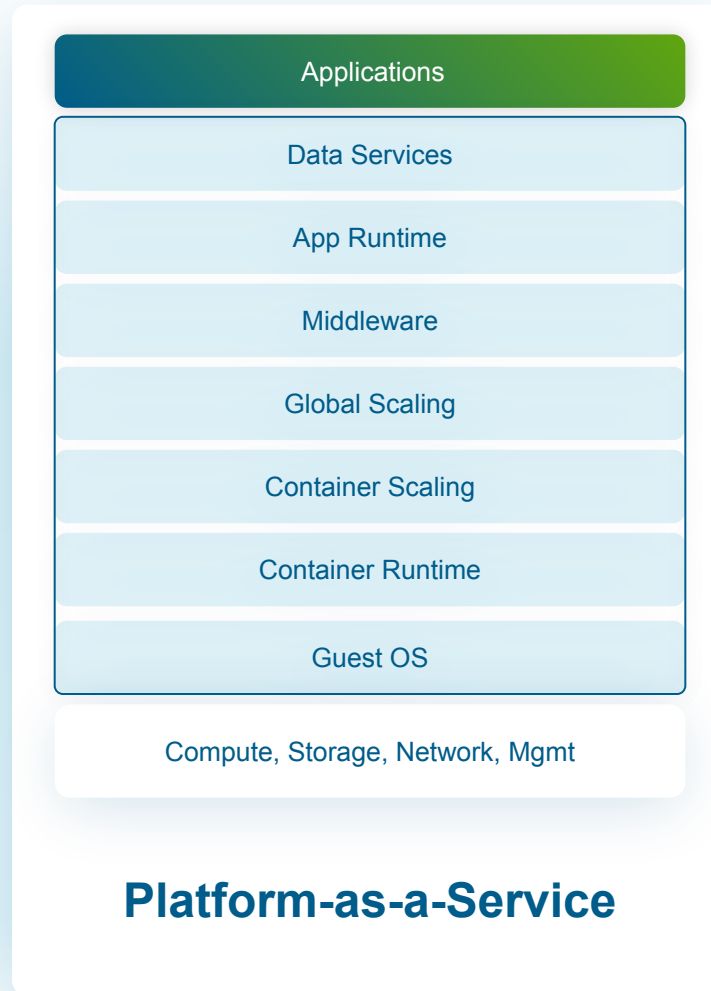 Applications
Data Services
App Runtime
Middleware
Global Scaling
Container Scaling
Container Runtime
Guest OS
Compute, Storage, Network, Mgmt
Platform-as-a-Service